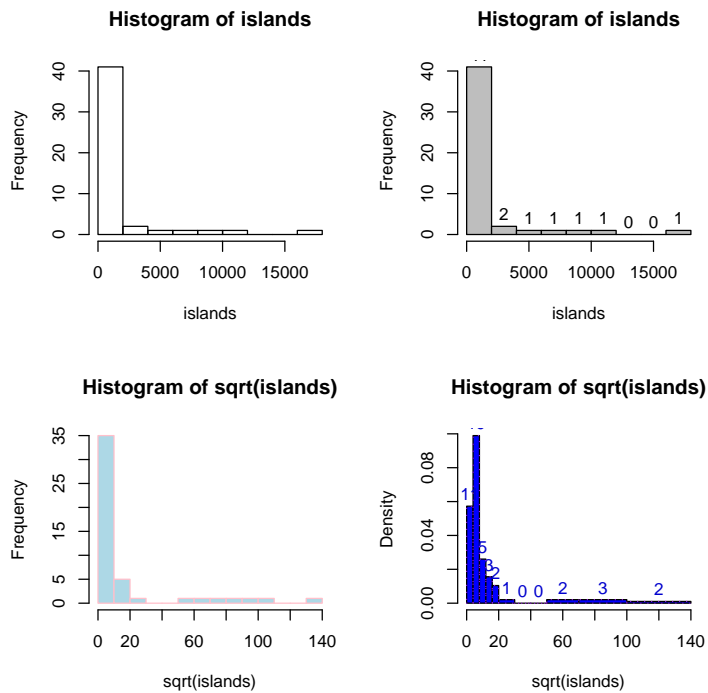 Histogram of islands
Frequency
40
30
20
10
0
0 5000 10000 15000
islands
Histogram of islands
Frequency
40
30
20
10
0
2 1 1 1 1 0 0 1
0 5000 10000 15000
islands
Histogram of sqrt(islands)
Frequency
35
25
15
5
0
0 20 60 100 140
sqrt(islands)
Histogram of sqrt(islands)
Density
0.08
0.04
0.00
5 3 2 1 0 0 2 3 2
0 20 60 100 140
sqrt(islands)